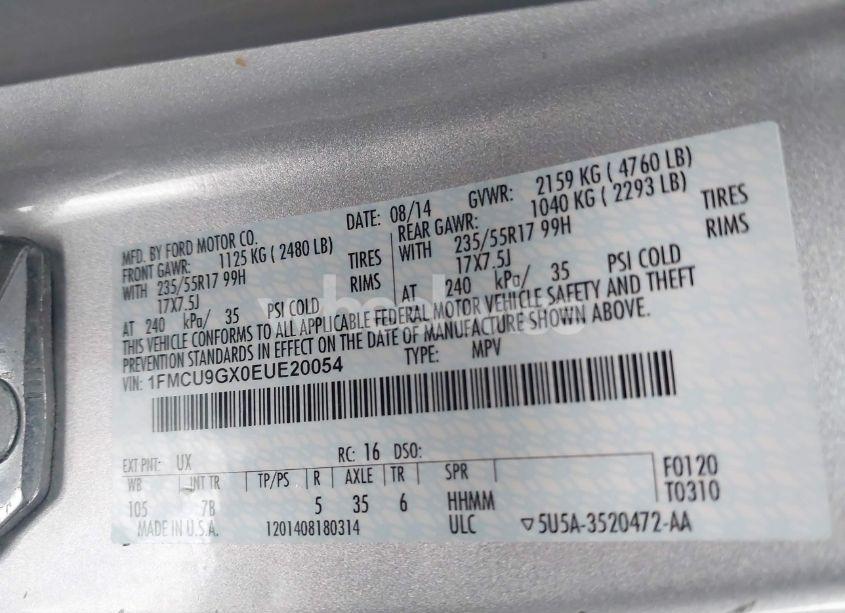 MFD. BY FORD MOTOR CO. DATE: 08/14 GVWR: 2159 KG ( 4760 LB)
FRONT GAWR: 1125 KG ( 2480 LB) REAR GAWR: 1040 KG ( 2293 LB)
WITH 235/55R17 99H TIRES WITH 235/55R17 99H TIRES
17X7.5J RIMS 17X7.5J RIMS
AT 240 kPa/ 35 PSI COLD AT 240 kPa/ 35 PSI COLD
THIS VEHICLE CONFORMS TO ALL APPLICABLE FEDERAL MOTOR VEHICLE SAFETY AND THEFT
PREVENTION STANDARDS IN EFFECT ON THE DATE OF MANUFACTURE SHOWN ABOVE.
VIN: 1FMCU9GX0EUE20054 TYPE: MPV
EXT PNT: UX RC: 16 DSO:
WB INT TR TP/PS R AXLE TR SPR F0120
105 7B 5 35 6 HHMM T0310
MADE IN U.S.A. 1201408180314 ULC ▽5U5A-3520472-AA